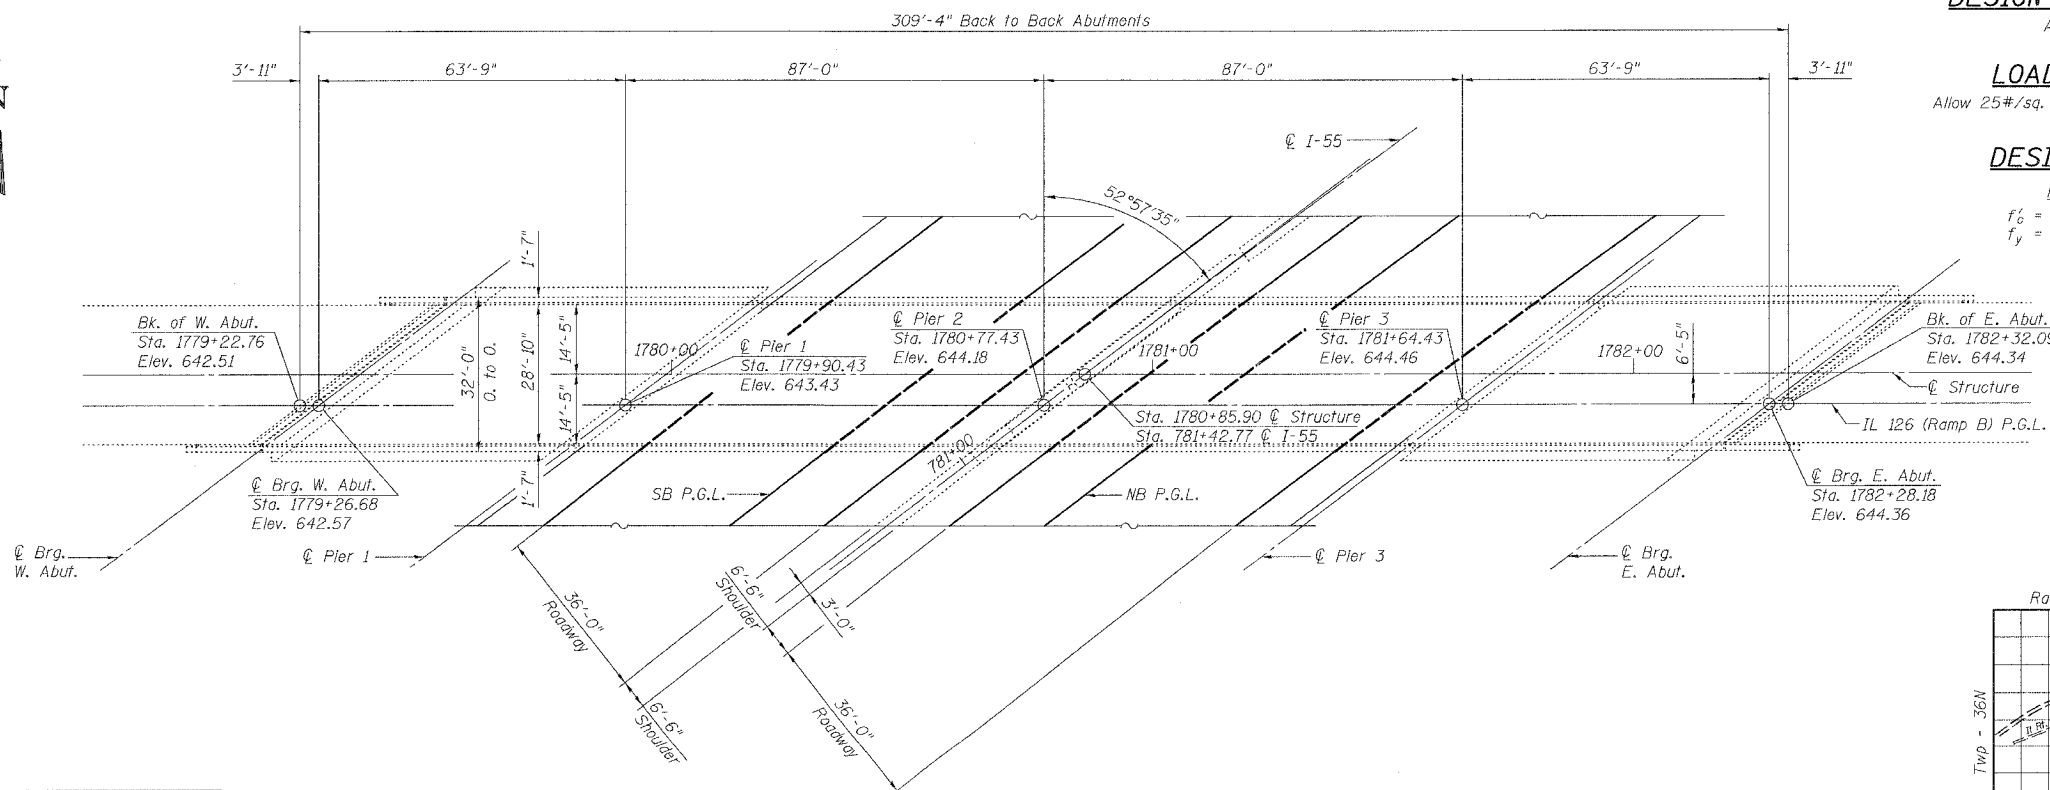 309'-4" Back to Back Abutments
3'-11"
63'-9"
87'-0"
87'-0"
63'-9"
3'-11"
N
LOAD
Allow 25#/sq.
f'c =
fy =
℄ I-55
52°57'35"
1'-7"
Bk. of W. Abut.
Sta. 1779+22.76
Elev. 642.51
32'-0"
O. to O.
28'-10"
14'-5"
14'-5"
1'-7"
1780+00
℄ Pier 1
Sta. 1779+90.43
Elev. 643.43
℄ Pier 2
Sta. 1780+77.43
Elev. 644.18
1781+00
℄ Pier 3
Sta. 1781+64.43
Elev. 644.46
1782+00
6'-5"
Bk. of E. Abut.
Sta. 1782+32.09
Elev. 644.34
℄ Structure
IL 126 (Ramp B) P.G.L.
Sta. 1780+85.90 ℄ Structure
Sta. 781+42.77 ℄ I-55
781+00
℄ Brg. W. Abut.
Sta. 1779+26.68
Elev. 642.57
SB P.G.L.
NB P.G.L.
℄ Brg. E. Abut.
Sta. 1782+28.18
Elev. 644.36
℄ Brg.
W. Abut.
℄ Pier 1
℄ Pier 3
℄ Brg.
E. Abut.
36'-0"
Roadway
6'-6"
Shoulder
3'-0"
6'-6"
Shoulder
36'-0"
Roadway
Twp - 36N